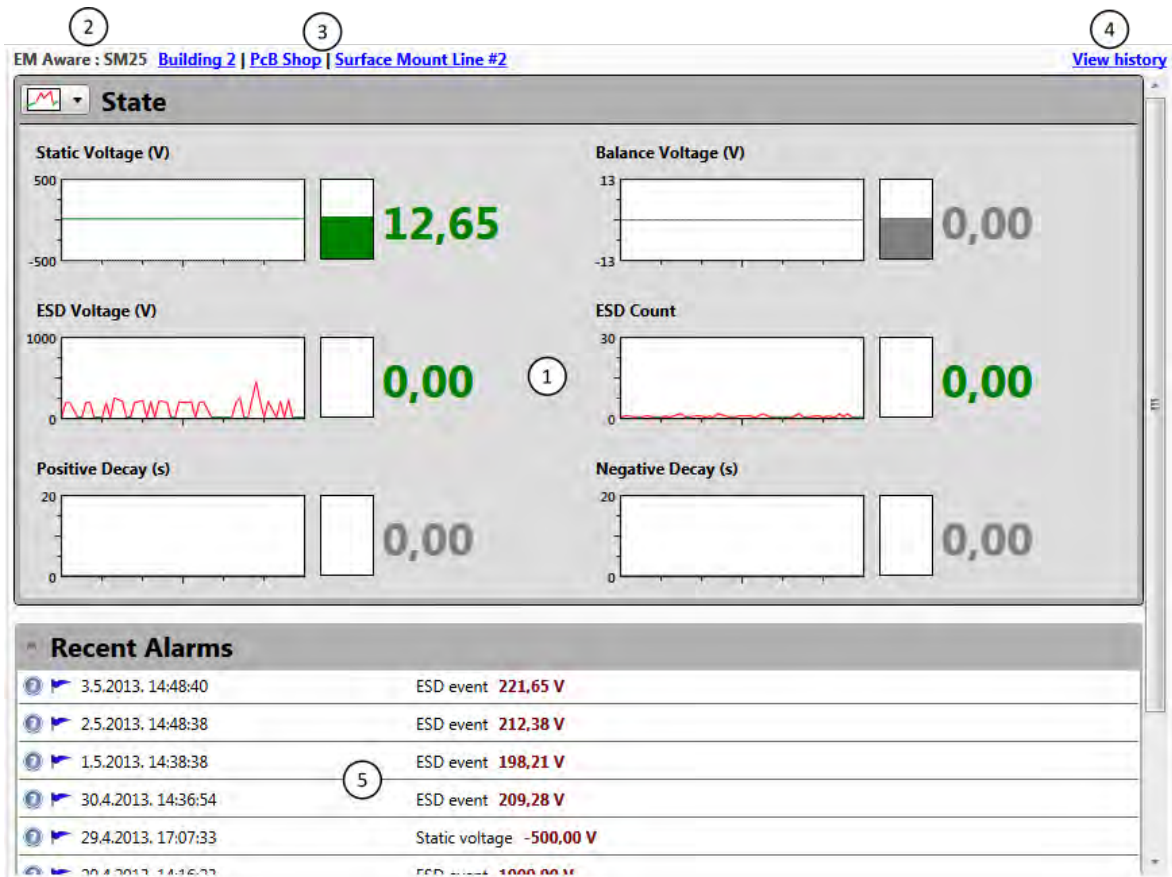 2 3 4
EM Aware : SM25 Building 2 | PcB Shop | Surface Mount Line #2 View history
State
Static Voltage (V) Balance Voltage (V)
500 13
12,65 0,00
-500 -13
ESD Voltage (V) ESD Count
1000 30
0,00 1 0,00
0 0
Positive Decay (s) Negative Decay (s)
20 20
0,00 0,00
0 0
Recent Alarms
3.5.2013. 14:48:40 ESD event 221,65 V
2.5.2013. 14:48:38 ESD event 212,38 V
1.5.2013. 14:38:38 ESD event 198,21 V
5
30.4.2013. 14:36:54 ESD event 209,28 V
29.4.2013. 17:07:33 Static voltage -500,00 V
ESD event 1000,00 V